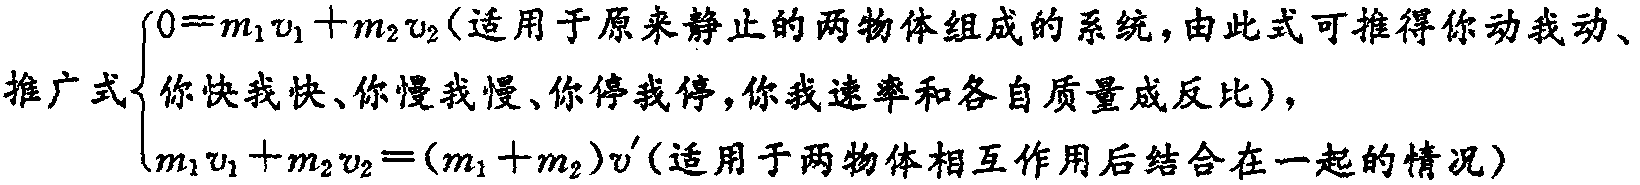 0=m₁v₁+m₂v₂(适用于原来静止的两物体组成的系统,由此式可推得你动我动、
推广式 你快我快、你慢我慢、你停我停,你我速率和各自质量成反比),
m₁v₁+m₂v₂=(m₁+m₂)v′(适用于两物体相互作用后结合在一起的情况)